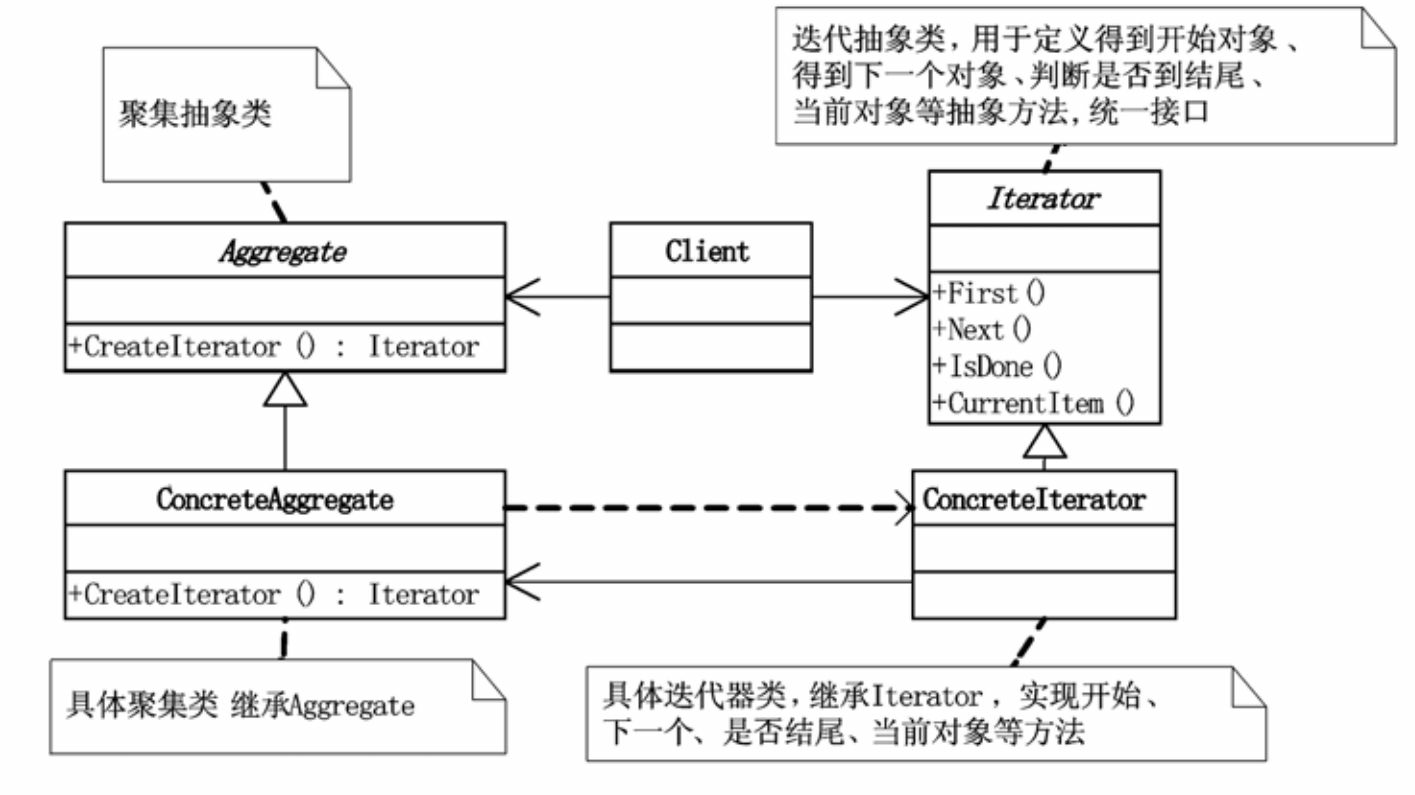 迭代抽象类，用于定义得到开始对象、
得到下一个对象、判断是否到结尾、
当前对象等抽象方法，统一接口
聚集抽象类
Iterator
Aggregate
Client
+First()
+Next()
+IsDone()
+CurrentItem()
+CreateIterator() : Iterator
ConcreteAggregate
ConcreteIterator
+CreateIterator() : Iterator
具体聚集类 继承Aggregate
具体迭代器类，继承Iterator，实现开始、
下一个、是否结尾、当前对象等方法